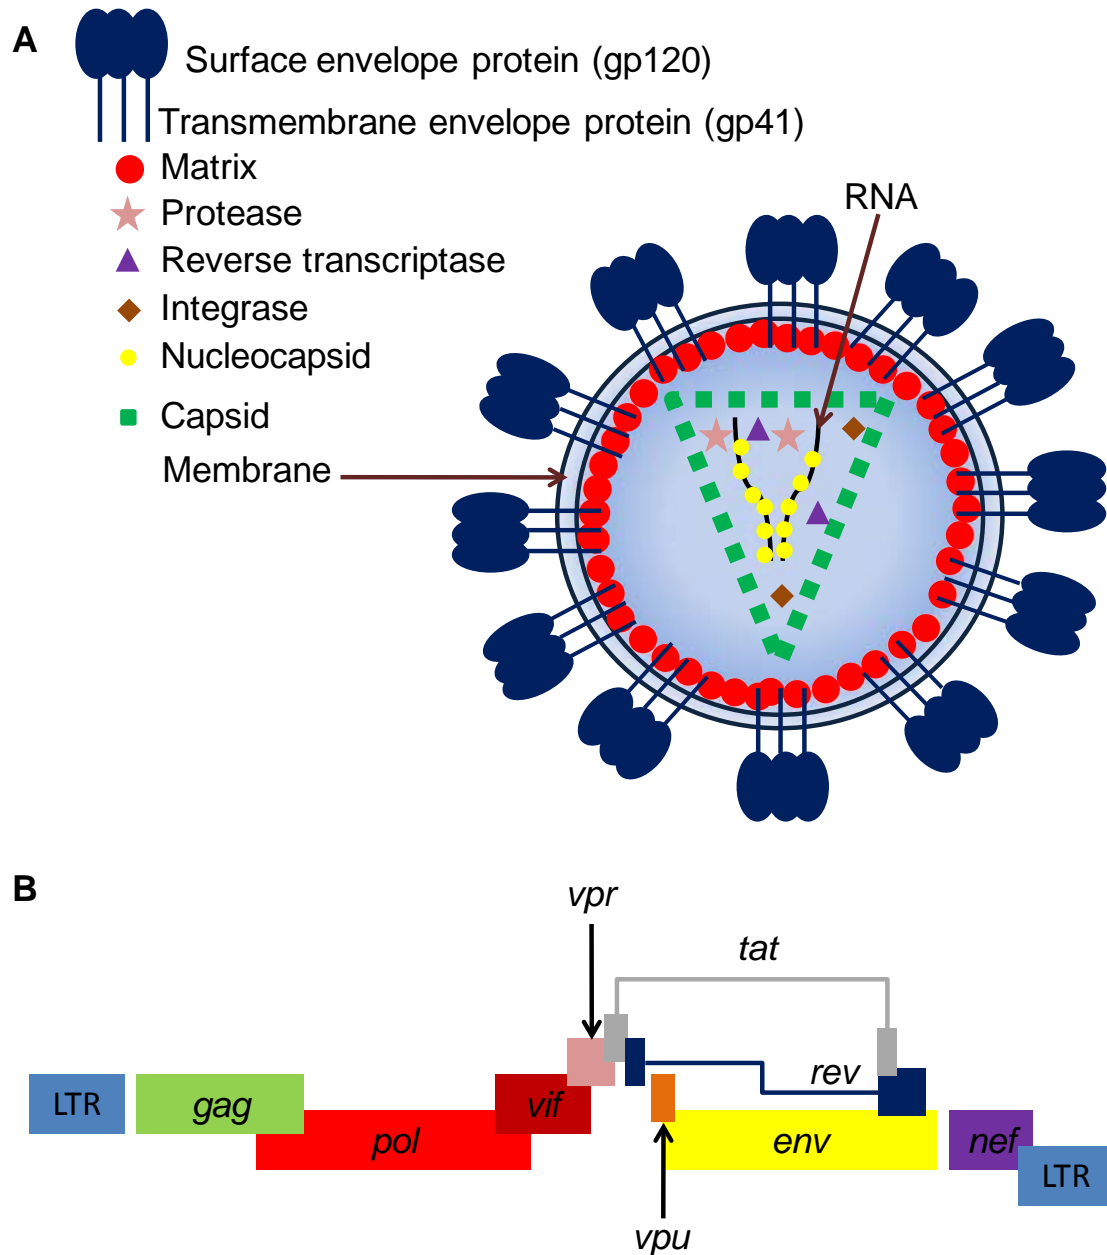 A
Surface envelope protein (gp120)
Transmembrane envelope protein (gp41)
Matrix
Protease
Reverse transcriptase
Integrase
Nucleocapsid
Capsid
Membrane
RNA
B
vpr
tat
rev
LTR
gag
vif
pol
env
nef
LTR
vpu